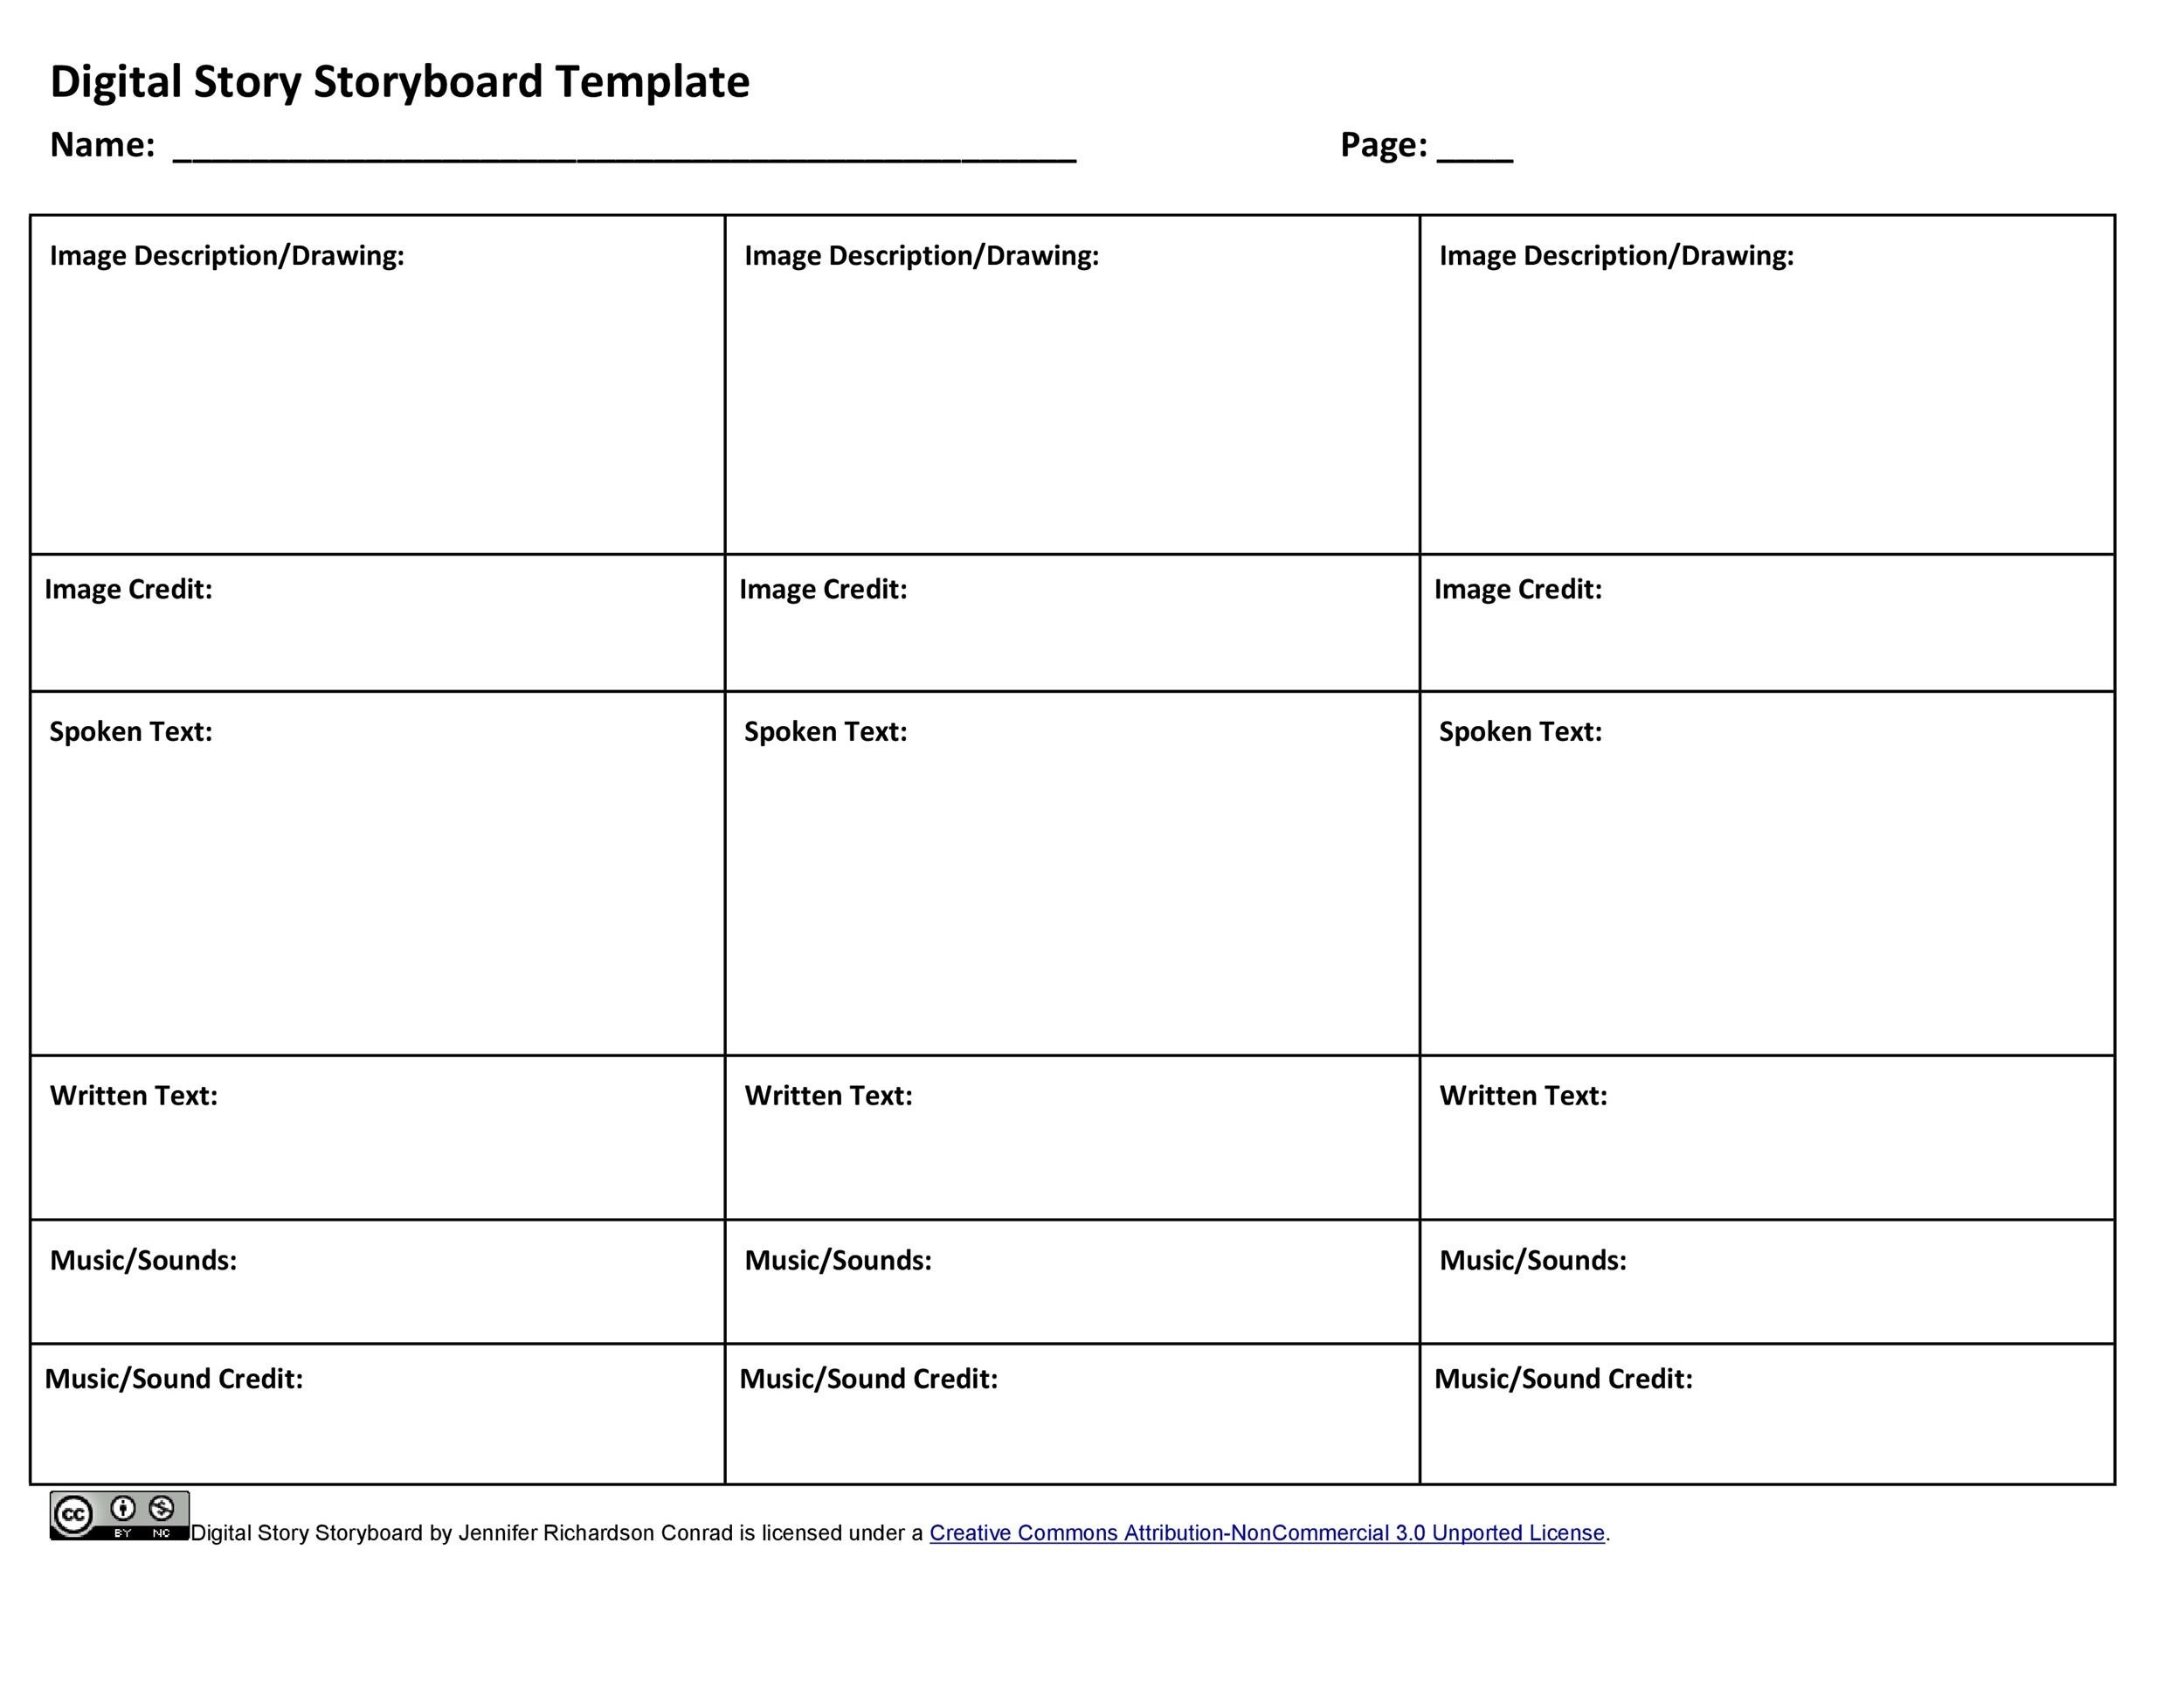 Digital Story Storyboard Template
Name: _______________________________________________ Page: ____
Image Description/Drawing: Image Description/Drawing: Image Description/Drawing:
Image Credit: Image Credit: Image Credit:
Spoken Text: Spoken Text: Spoken Text:
Written Text: Written Text: Written Text:
Music/Sounds: Music/Sounds: Music/Sounds:
Music/Sound Credit: Music/Sound Credit: Music/Sound Credit:
cc BY NC Digital Story Storyboard by Jennifer Richardson Conrad is licensed under a Creative Commons Attribution-NonCommercial 3.0 Unported License.